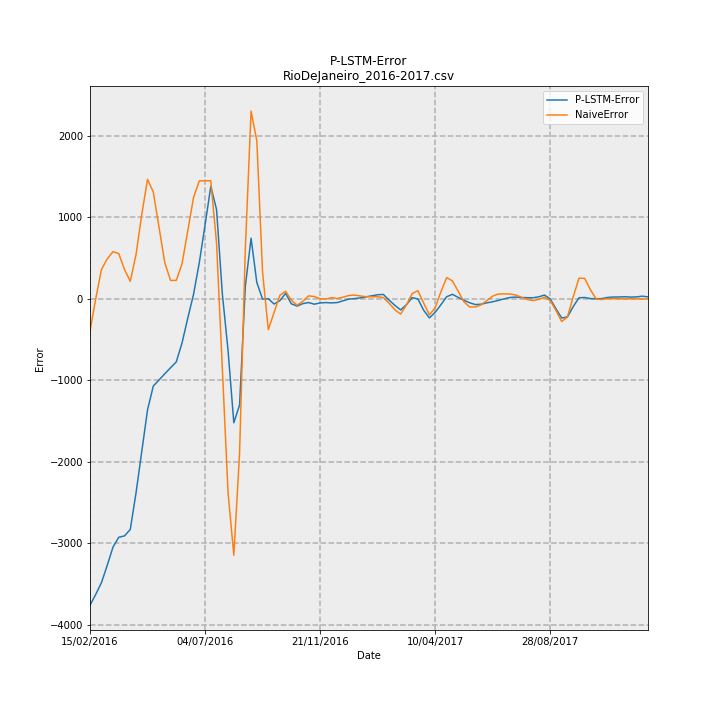 P-LSTM-Error
RioDeJaneiro_2016-2017.csv
P-LSTM-Error
NaiveError
2000
1000
0
−1000
−2000
−3000
−4000
Error
15/02/2016
04/07/2016
21/11/2016
10/04/2017
28/08/2017
Date